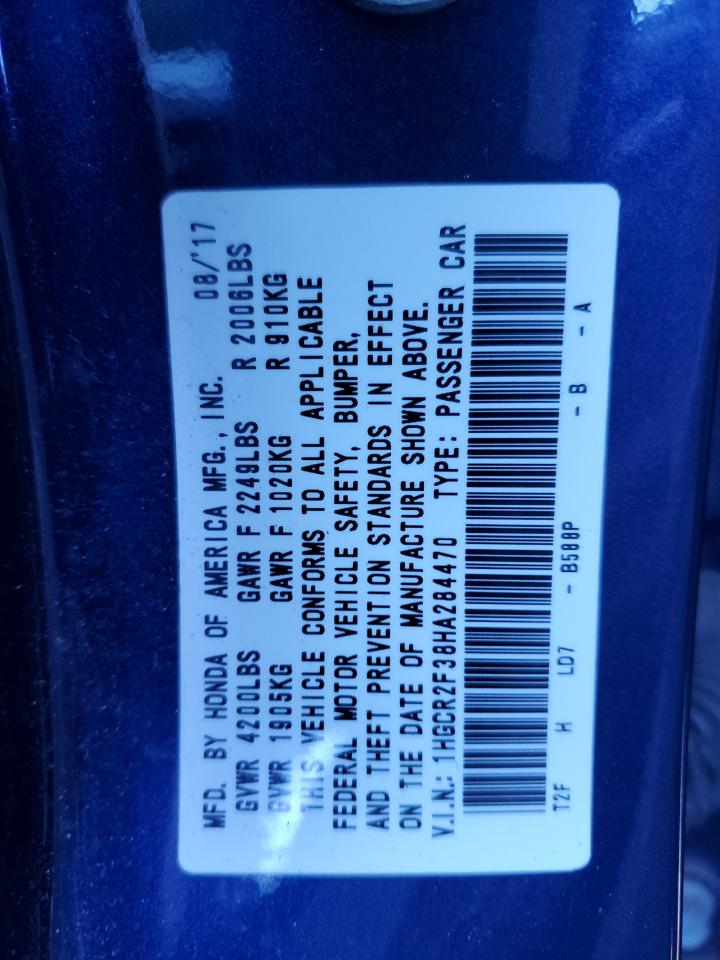 MFD. BY HONDA OF AMERICA MFG., INC. 08/'17
GVWR 4200LBS GAWR F 2249LBS R 2006LBS
GVWR 1905KG GAWR F 1020KG R 910KG
THIS VEHICLE CONFORMS TO ALL APPLICABLE
FEDERAL MOTOR VEHICLE SAFETY, BUMPER,
AND THEFT PREVENTION STANDARDS IN EFFECT
ON THE DATE OF MANUFACTURE SHOWN ABOVE.
V.I.N.: 1HGCR2F38HA284470 TYPE: PASSENGER CAR
T2F H LD7 - B588P - B - A